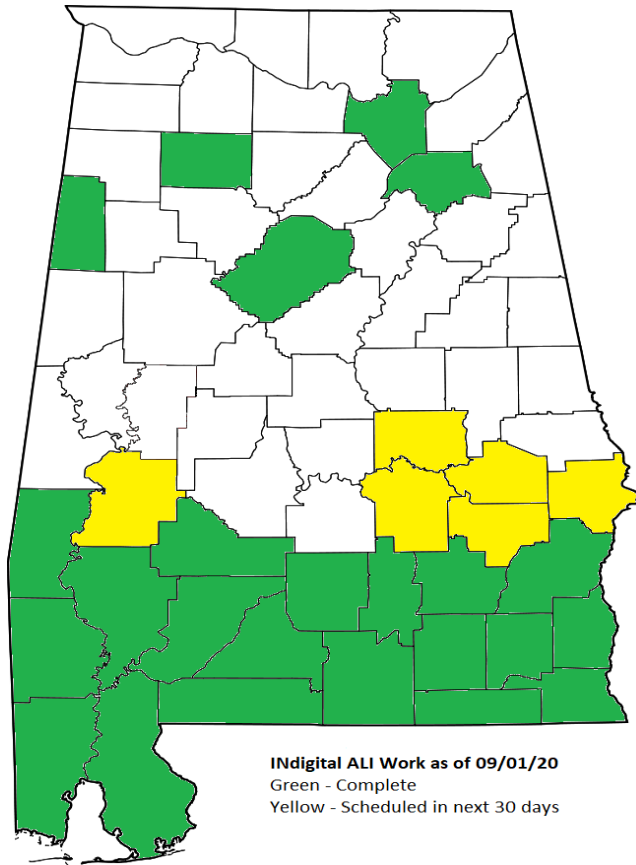 INdigital ALI Work as of 09/01/20
Green - Complete
Yellow - Scheduled in next 30 days